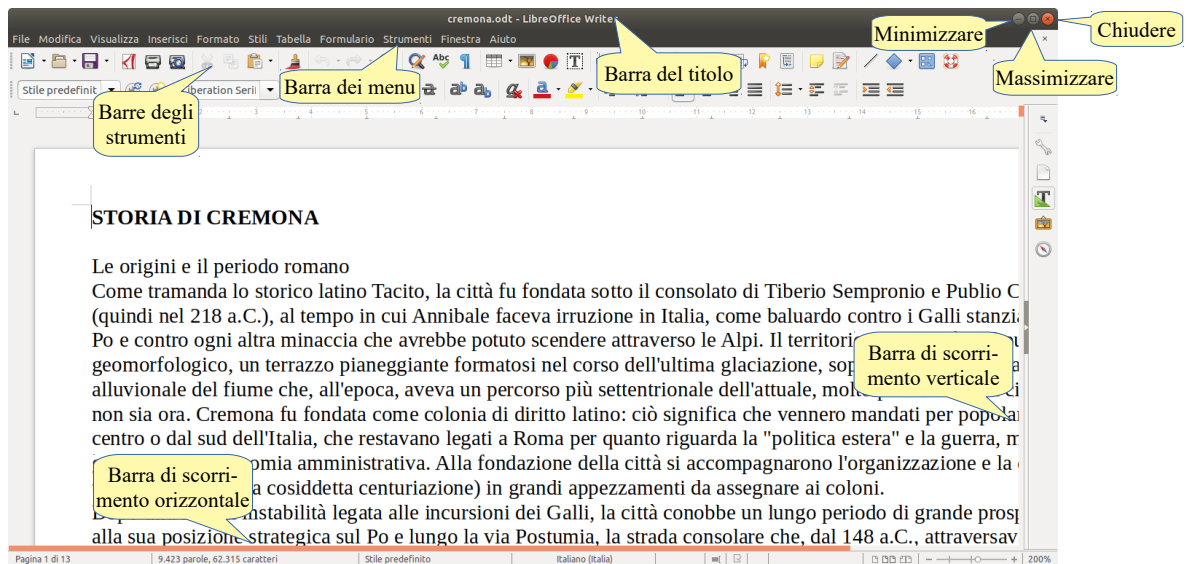 cremona.odt - LibreOffice Writer
Minimizzare
Chiudere
File Modifica Visualizza Inserisci Formato Stili Tabella Formulario Strumenti Finestra Aiuto
Massimizzare
Barra del titolo
Barra dei menu
Stile predefinit
beration Seri
Barre degli
strumenti
STORIA DI CREMONA
Le origini e il periodo romano
Come tramanda lo storico latino Tacito, la città fu fondata sotto il consolato di Tiberio Sempronio e Publio C
(quindi nel 218 a.C.), al tempo in cui Annibale faceva irruzione in Italia, come baluardo contro i Galli stanzia
Po e contro ogni altra minaccia che avrebbe potuto scendere attraverso le Alpi. Il territori
geomorfologico, un terrazzo pianeggiante formatosi nel corso dell'ultima glaciazione, sop
alluvionale del fiume che, all'epoca, aveva un percorso più settentrionale dell'attuale, molt
Barra di scorri-
mento verticale
non sia ora. Cremona fu fondata come colonia di diritto latino: ciò significa che vennero mandati per popolar
centro o dal sud dell'Italia, che restavano legati a Roma per quanto riguarda la "politica estera" e la guerra, m
omia amministrativa. Alla fondazione della città si accompagnarono l'organizzazione e la
a cosiddetta centuriazione) in grandi appezzamenti da assegnare ai coloni.
Barra di scorri-
mento orizzontale
instabilità legata alle incursioni dei Galli, la città conobbe un lungo periodo di grande prosp
alla sua posizione strategica sul Po e lungo la via Postumia, la strada consolare che, dal 148 a.C., attraversav
Pagina 1 di 13 9.423 parole, 62.315 caratteri Stile predefinito Italiano (Italia) 200%